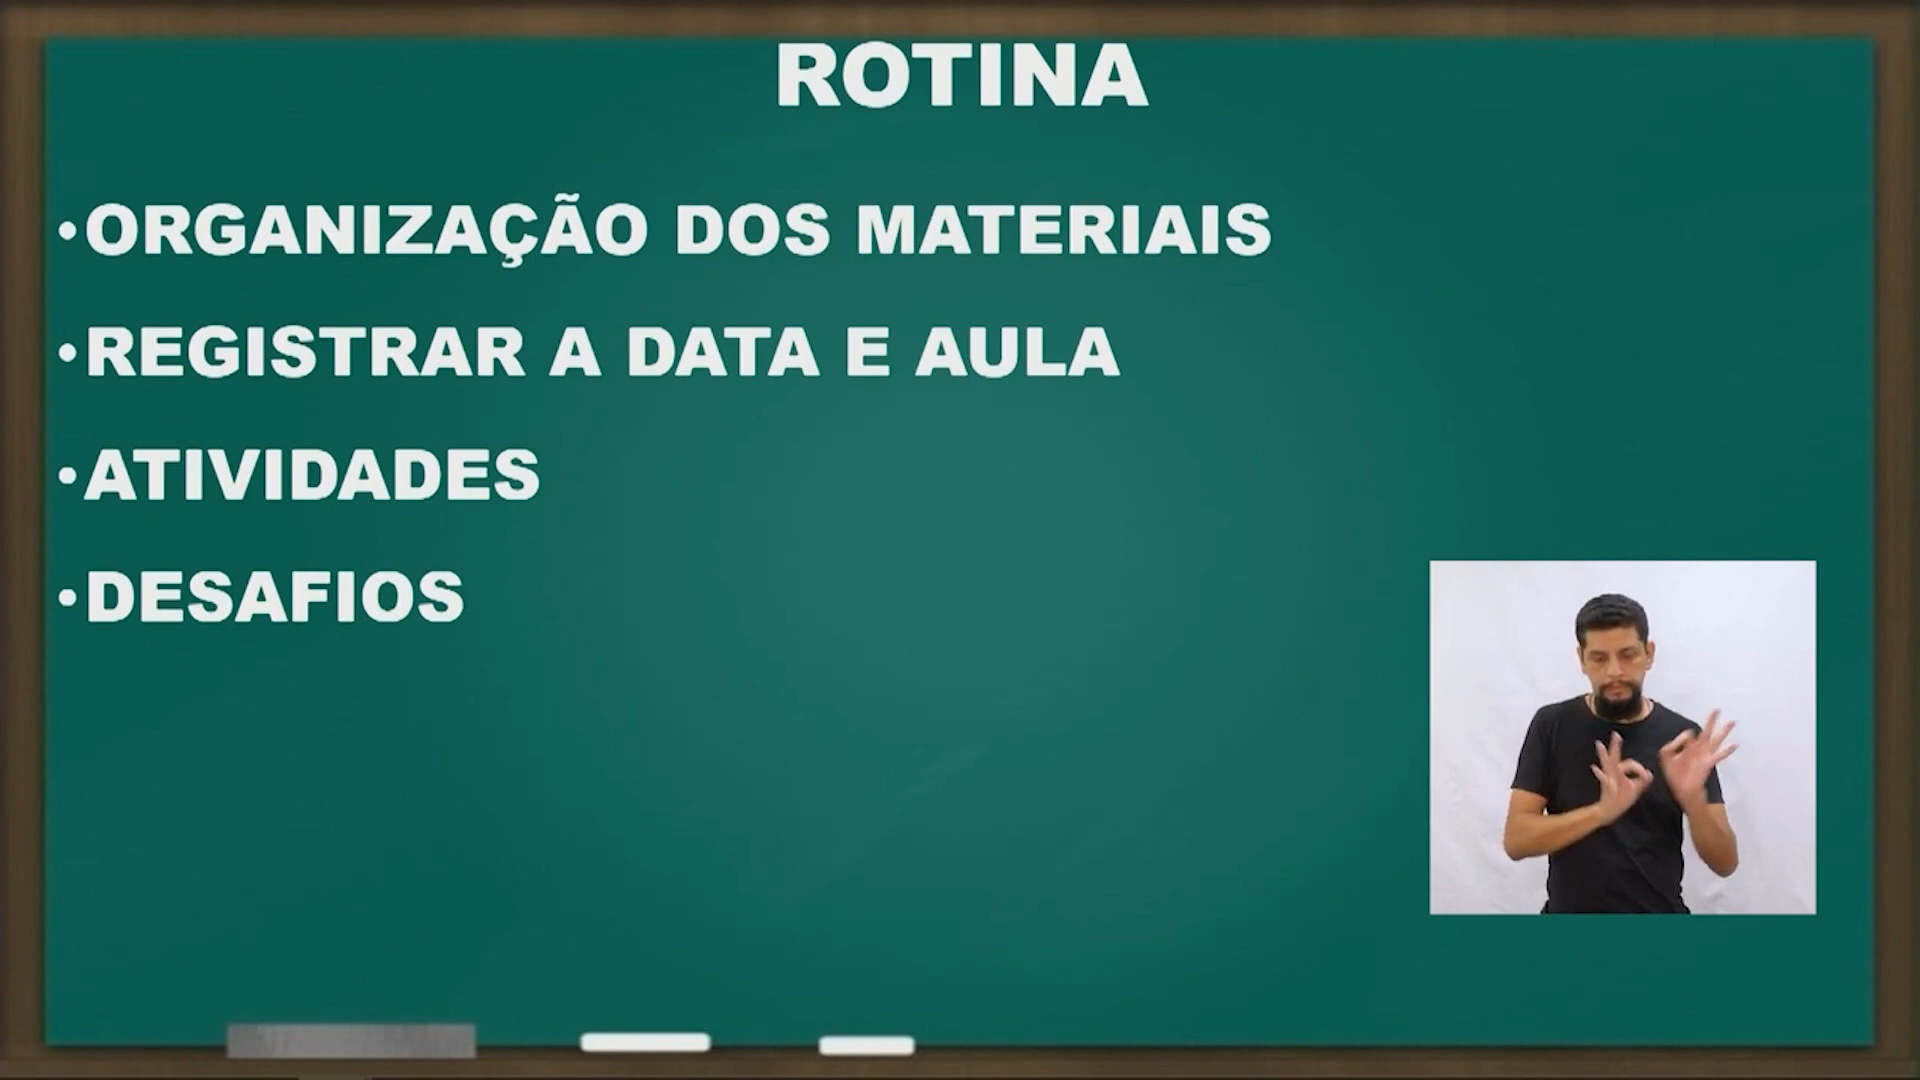 ROTINA
•ORGANIZAÇÃO DOS MATERIAIS
•REGISTRAR A DATA E AULA
•ATIVIDADES
•DESAFIOS